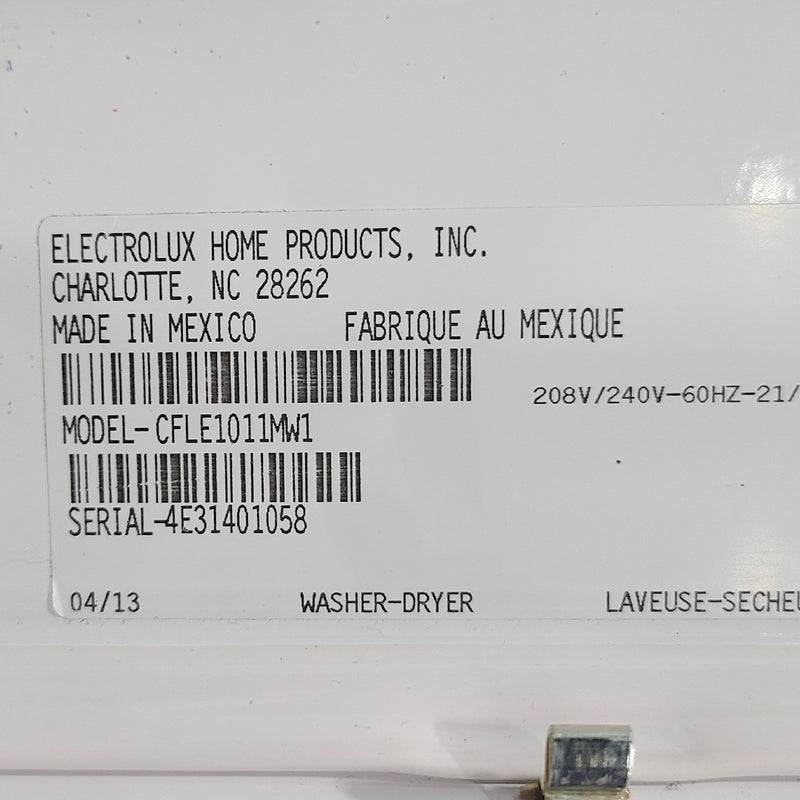 ELECTROLUX HOME PRODUCTS, INC.
CHARLOTTE, NC 28262
MADE IN MEXICO FABRIQUE AU MEXIQUE
208V/240V-60HZ-21/
MODEL-CFLE1011MW1
SERIAL-4E31401058
04/13 WASHER-DRYER LAVEUSE-SECHEU